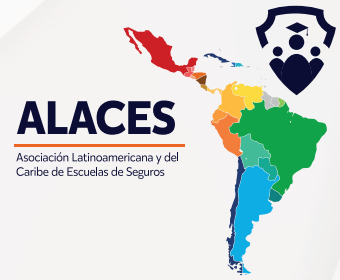 ALACES
Asociación Latinoamericana y del
Caribe de Escuelas de Seguros